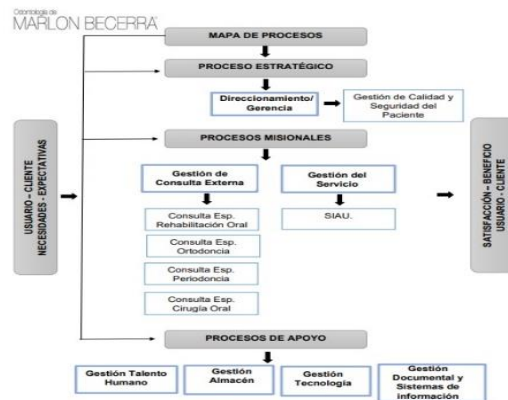 Odontología de
MARLON BECERRA
MAPA DE PROCESOS
PROCESO ESTRATÉGICO
Direccionamiento/
Gerencia
Gestión de Calidad y
Seguridad del
Paciente
PROCESOS MISIONALES
USUARIO – CLIENTE
NECESIDADES - EXPECTATIVAS
Gestión de
Consulta Externa
Gestión del
Servicio
Consulta Esp.
Rehabilitación Oral
SIAU.
Consulta Esp.
Ortodoncia
Consulta Esp.
Periodoncia
Consulta Esp.
Cirugía Oral
SATISFACCIÓN – BENEFICIO
USUARIO - CLIENTE
PROCESOS DE APOYO
Gestión Talento
Humano
Gestión
Almacén
Gestión
Tecnología
Gestión
Documental y
Sistemas de
información